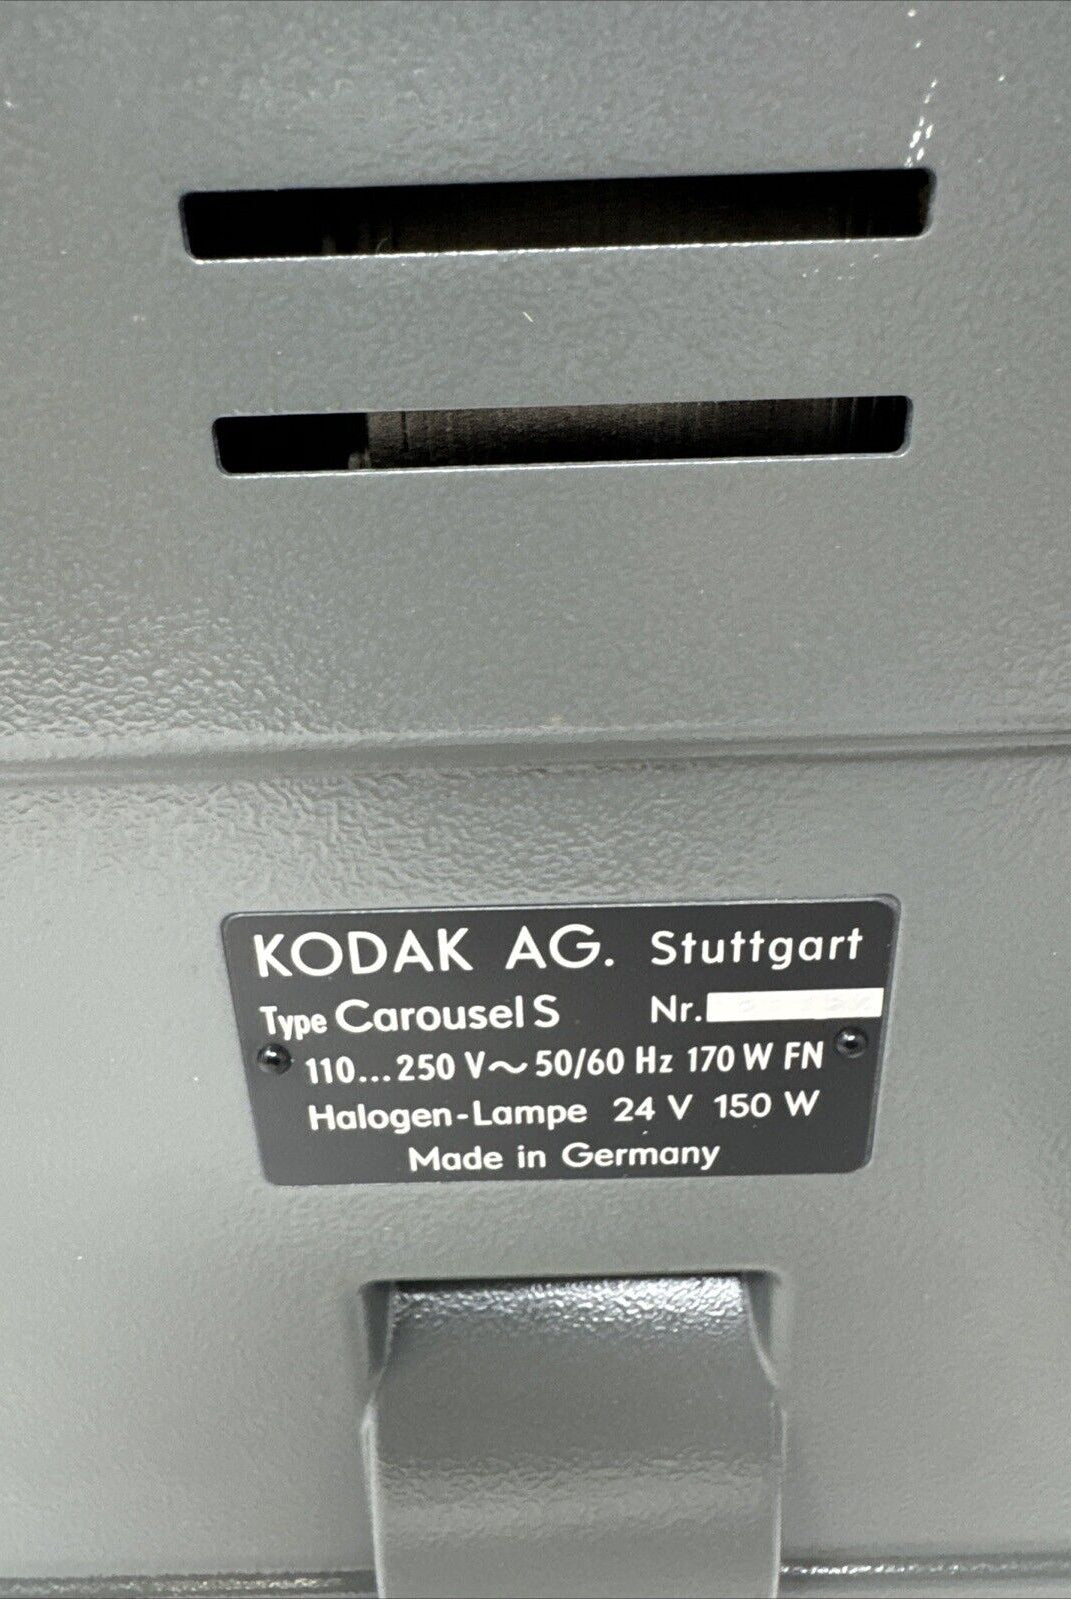 KODAK AG. Stuttgart
Type Carousel S Nr.
110...250 V~ 50/60 Hz 170 W FN
Halogen-Lampe 24 V 150 W
Made in Germany